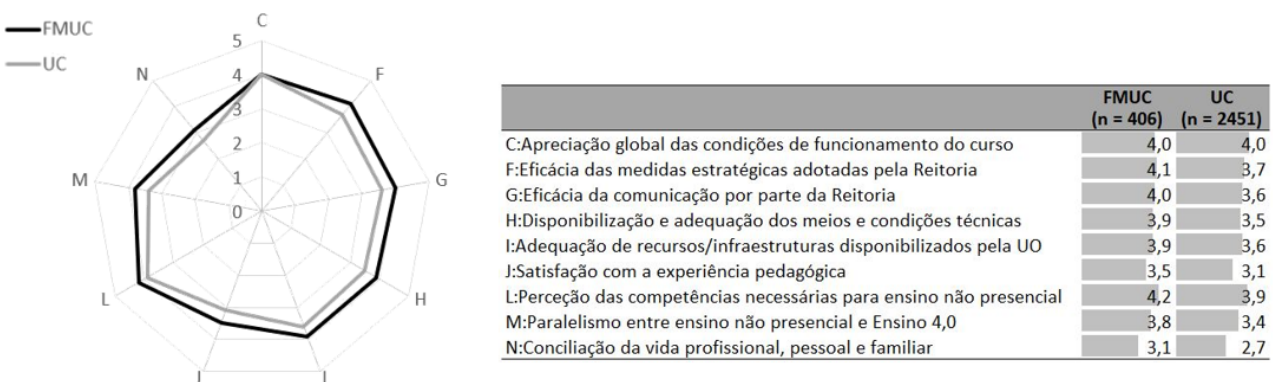 FMUC
UC
C
F
G
H
I
J
L
M
N
5
4
3
2
1
0
FMUC UC
(n = 406) (n = 2451)
C:Apreciação global das condições de funcionamento do curso 4,0 4,0
F:Eficácia das medidas estratégicas adotadas pela Reitoria 4,1 3,7
G:Eficácia da comunicação por parte da Reitoria 4,0 3,6
H:Disponibilização e adequação dos meios e condições técnicas 3,9 3,5
I:Adequação de recursos/infraestruturas disponibilizados pela UO 3,9 3,6
J:Satisfação com a experiência pedagógica 3,5 3,1
L:Perceção das competências necessárias para ensino não presencial 4,2 3,9
M:Paralelismo entre ensino não presencial e Ensino 4,0 3,8 3,4
N:Conciliação da vida profissional, pessoal e familiar 3,1 2,7